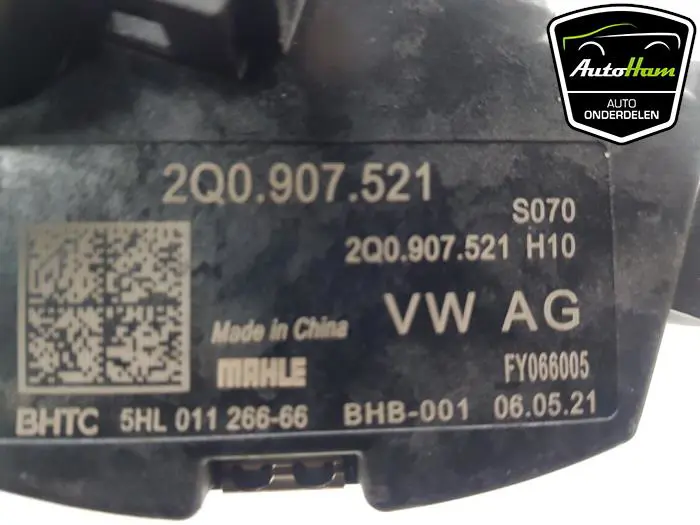 AutoHam
AUTO
ONDERDELEN
2Q0.907.521
S070
2Q0.907.521 H10
VW AG
Made in China
MAHLE
FY066005
BHTC 5HL 011 266-66 BHB-001 06.05.21